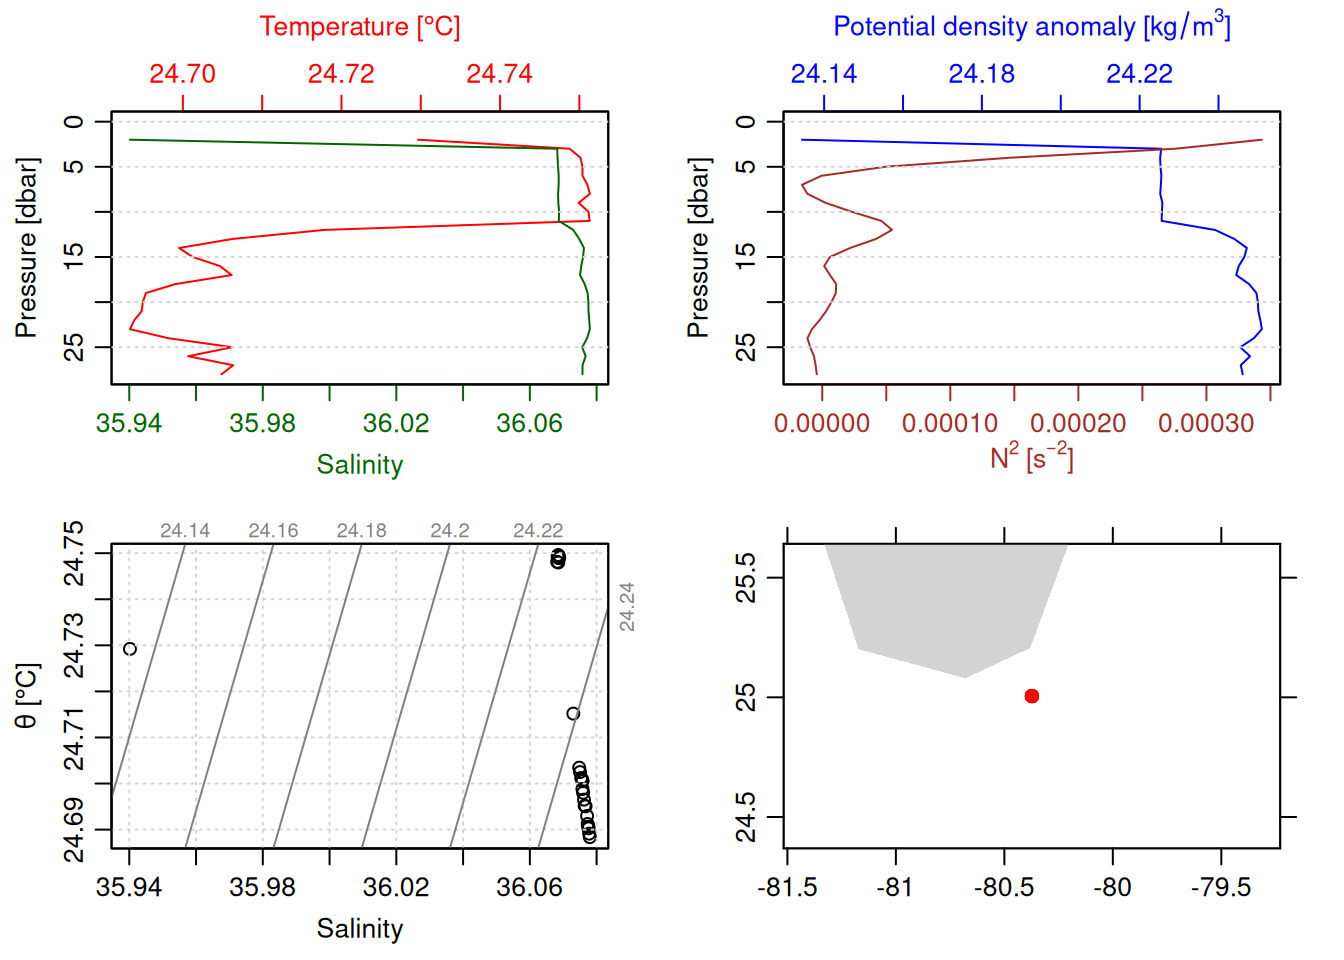 Temperature [°C]
24.70 24.72 24.74
0
5
15
25
Pressure [dbar]
35.94 35.98 36.02 36.06
Salinity
Potential density anomaly [kg/m³]
24.14 24.18 24.22
0
5
15
25
Pressure [dbar]
0.00000 0.00010 0.00020 0.00030
N² [s⁻²]
24.14 24.16 24.18 24.2 24.22
24.24
24.75
24.73
24.71
24.69
θ [°C]
35.94 35.98 36.02 36.06
Salinity
25.5
25
24.5
-81.5 -81 -80.5 -80 -79.5